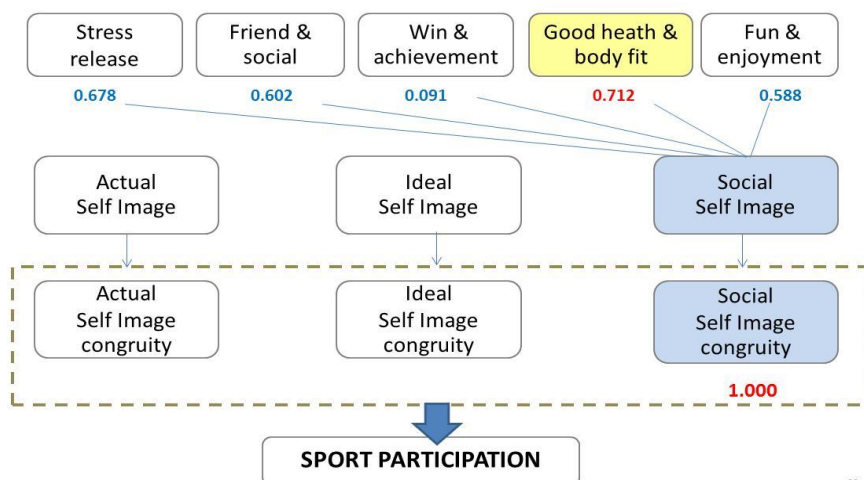 Stress
release
Friend &
social
Win &
achievement
Good heath &
body fit
Fun &
enjoyment
0.678
0.602
0.091
0.712
0.588
Actual
Self Image
Ideal
Self Image
Social
Self Image
Actual
Self Image
congruity
Ideal
Self Image
congruity
Social
Self Image
congruity
1.000
SPORT PARTICIPATION